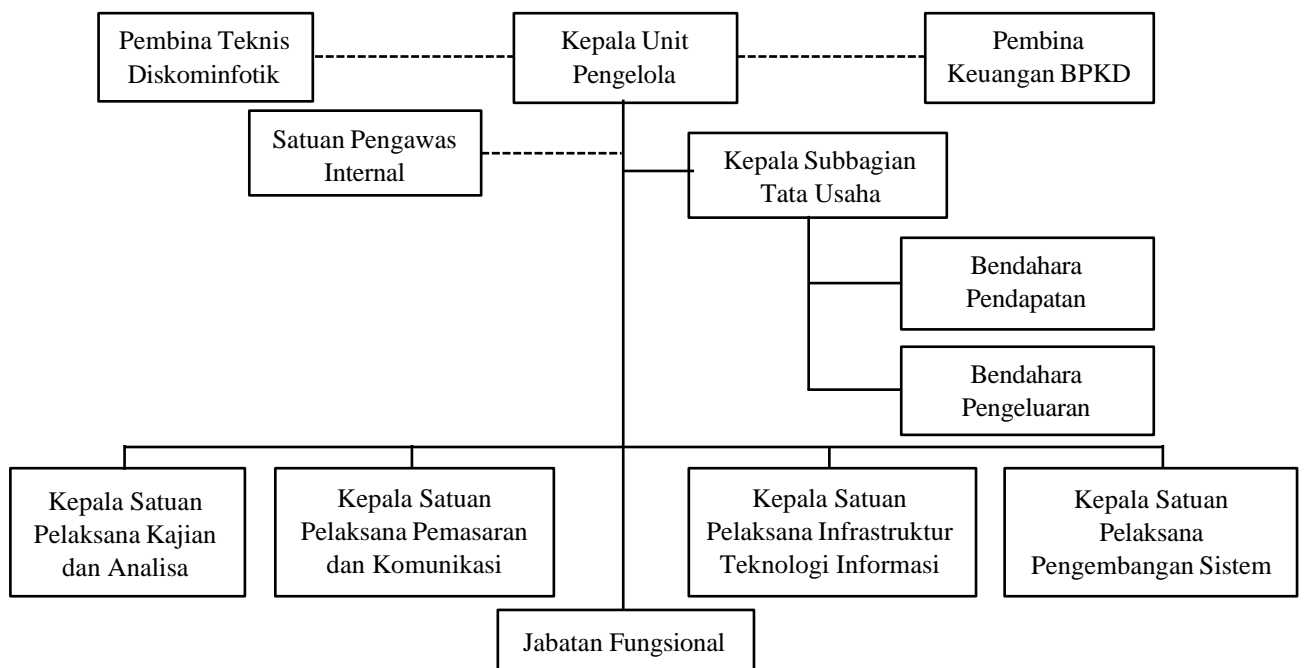 Pembina Teknis
Diskominfotik
Kepala Unit
Pengelola
Pembina
Keuangan BPKD
Satuan Pengawas
Internal
Kepala Subbagian
Tata Usaha
Bendahara
Pendapatan
Bendahara
Pengeluaran
Kepala Satuan
Pelaksana Kajian
dan Analisa
Kepala Satuan
Pelaksana Pemasaran
dan Komunikasi
Kepala Satuan
Pelaksana Infrastruktur
Teknologi Informasi
Kepala Satuan
Pelaksana
Pengembangan Sistem
Jabatan Fungsional